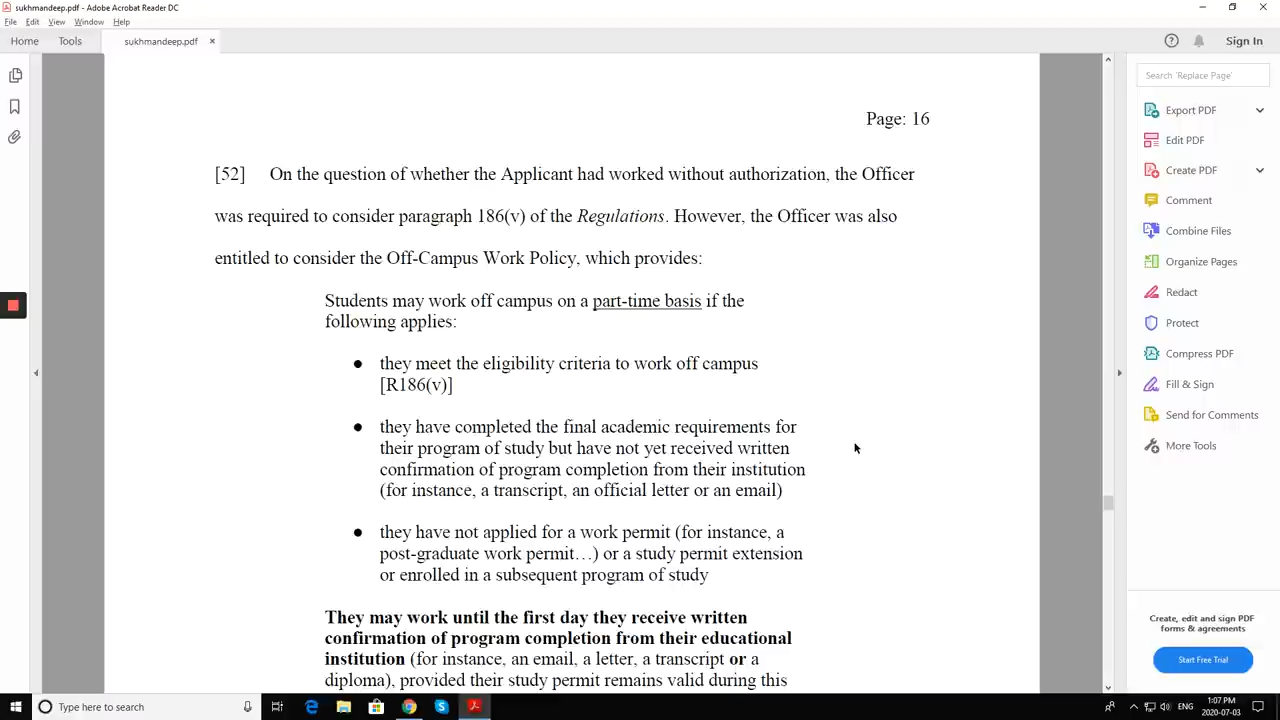 sukhmandeep.pdf - Adobe Acrobat Reader DC
File Edit View Window Help
Home Tools sukhmandeep.pdf × Sign In
Search 'Replace Page'
Page: 16
[52] On the question of whether the Applicant had worked without authorization, the Officer
was required to consider paragraph 186(v) of the Regulations. However, the Officer was also
entitled to consider the Off-Campus Work Policy, which provides:
Students may work off campus on a part-time basis if the
following applies:
● they meet the eligibility criteria to work off campus
[R186(v)]
● they have completed the final academic requirements for
their program of study but have not yet received written
confirmation of program completion from their institution
(for instance, a transcript, an official letter or an email)
● they have not applied for a work permit (for instance, a
post-graduate work permit…) or a study permit extension
or enrolled in a subsequent program of study
They may work until the first day they receive written
confirmation of program completion from their educational
institution (for instance, an email, a letter, a transcript or a
diploma), provided their study permit remains valid during this
Export PDF
Edit PDF
Create PDF
Comment
Combine Files
Organize Pages
Redact
Protect
Compress PDF
Fill & Sign
Send for Comments
More Tools
Create, edit and sign PDF
forms & agreements
Start Free Trial
Type here to search
ENG
1:07 PM
2020-07-03